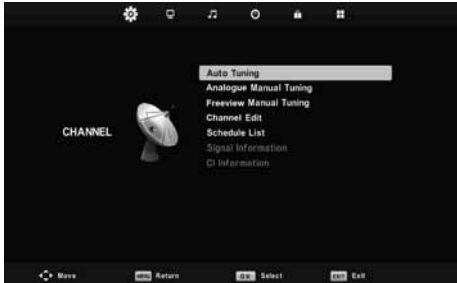 Auto Tuning
Analogue Manual Tuning
Freeview Manual Tuning
Channel Edit
CHANNEL
Schedule List
Signal Information
CI Information
Move
MENU Return
OK Select
EXIT Exit